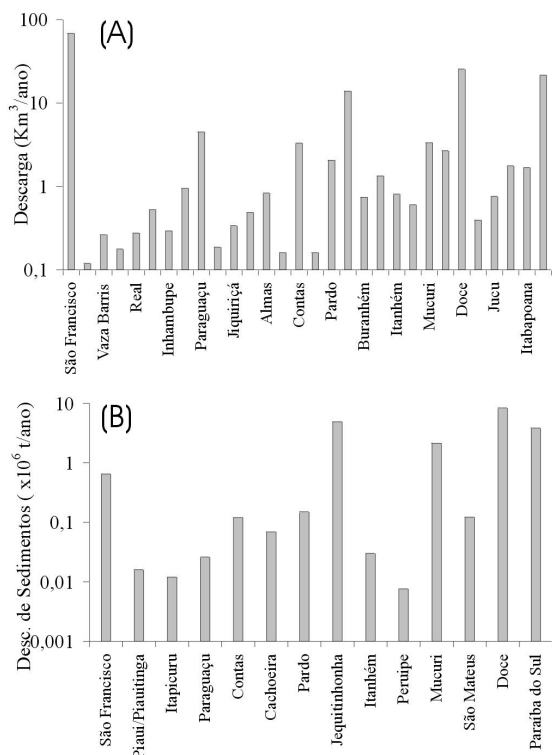 (A)
Descarga (Km³/ano)
100
10
1
0,1
São Francisco
Vaza Barris
Real
Inhambupe
Paraguaçu
Jiquiriçá
Almas
Contas
Pardo
Buranhém
Itanhém
Mucuri
Doce
Jucu
Itabapoana
(B)
Desc. de Sedimentos ( x10⁶ t/ano)
10
1
0,1
0,01
0,001
São Francisco
Piaui/Piauitinga
Itapicuru
Paraguaçu
Contas
Cachoeira
Pardo
Jequitinhonha
Itanhém
Peruipe
Mucuri
São Mateus
Doce
Paraíba do Sul